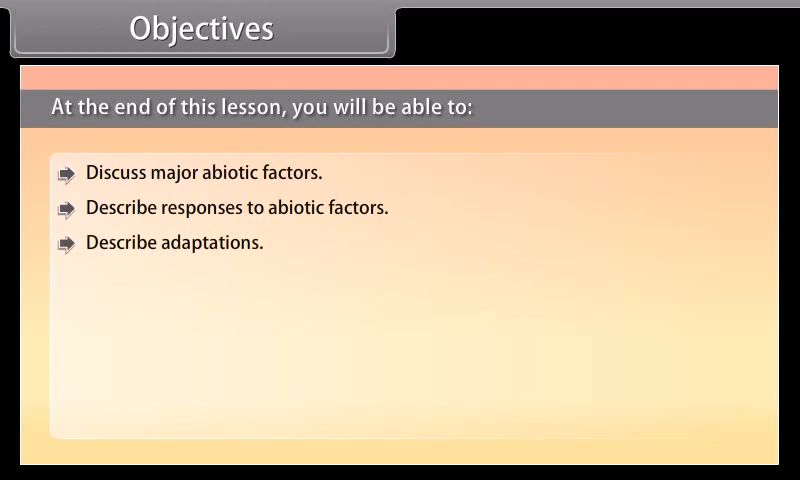 Objectives
At the end of this lesson, you will be able to:
Discuss major abiotic factors.
Describe responses to abiotic factors.
Describe adaptations.